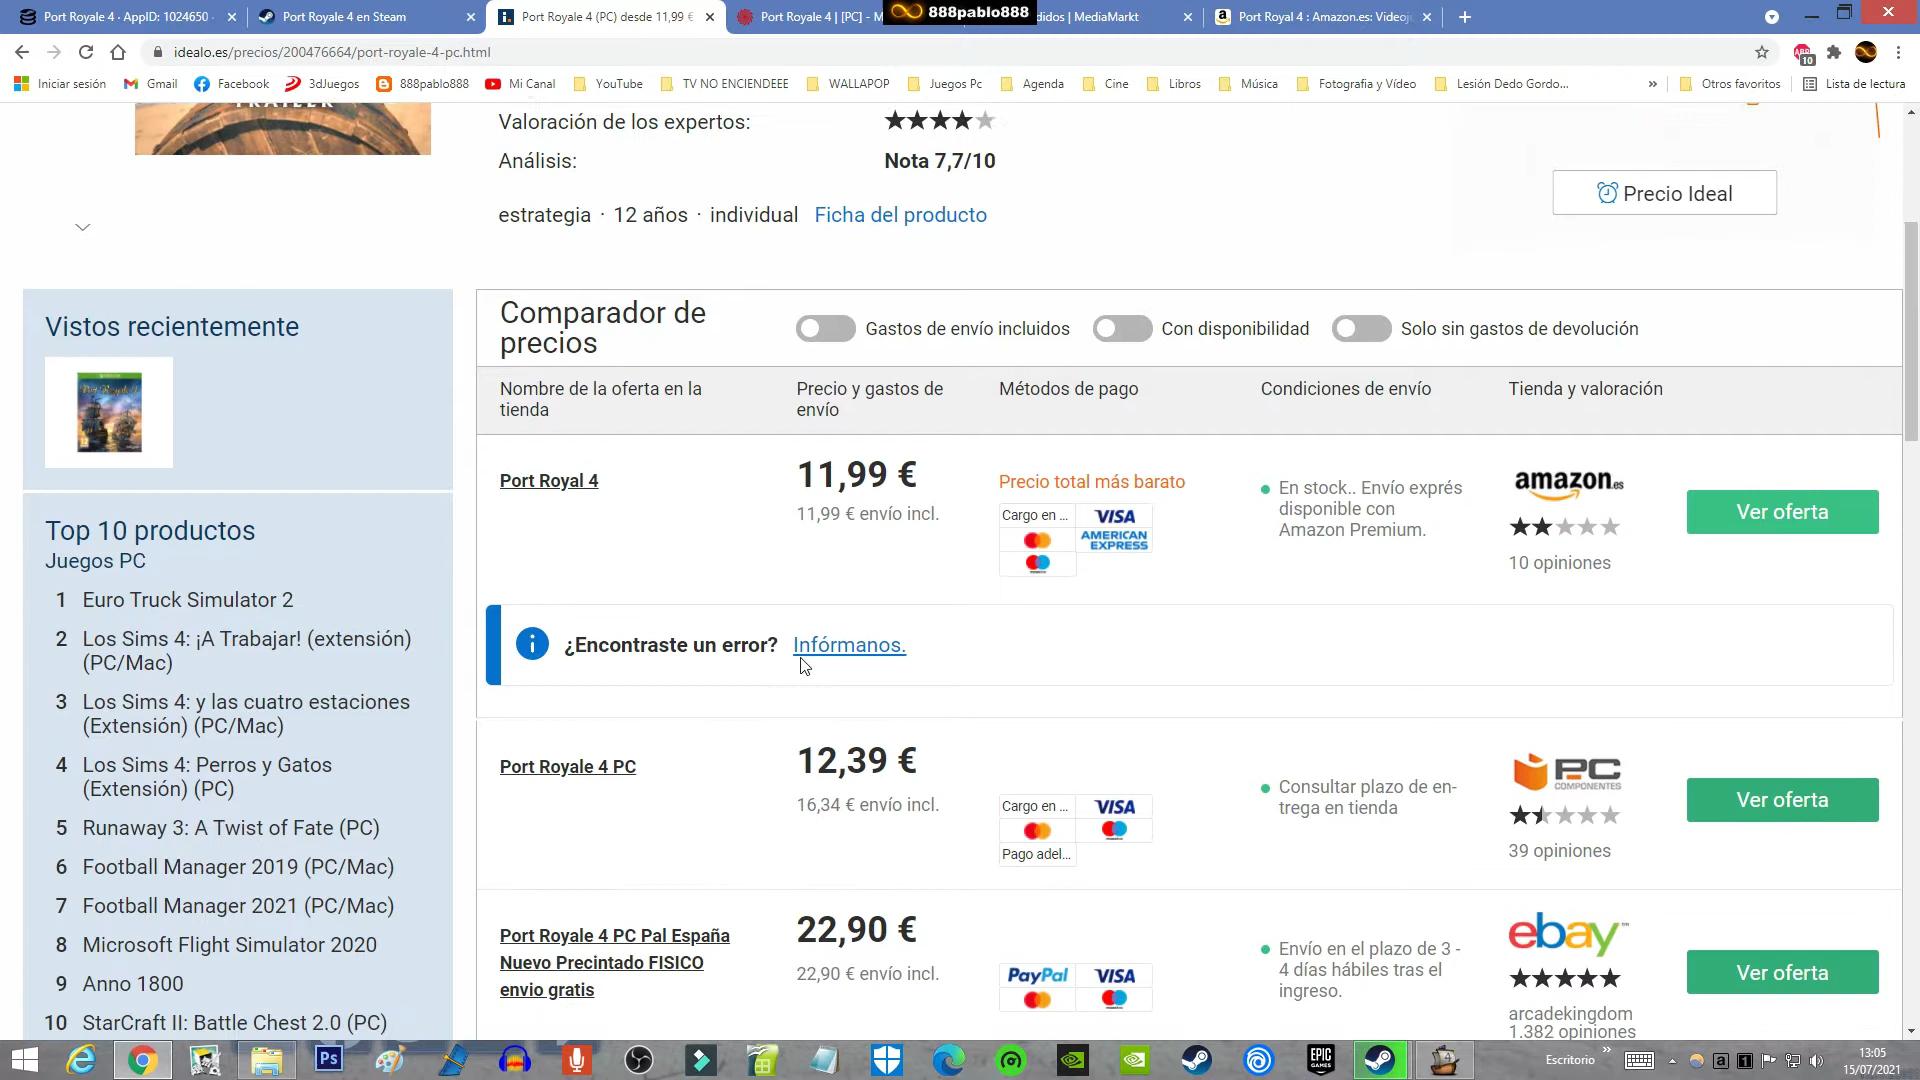 Port Royale 4 · AppID: 1024650
Port Royale 4 en Steam
Port Royale 4 (PC) desde 11,99 €
Port Royale 4 | [PC] - M
888pablo888
didos | MediaMarkt
Port Royal 4 : Amazon.es: Videoj
idealo.es/precios/200476664/port-royale-4-pc.html
10
Iniciar sesión
Gmail
Facebook
3dJuegos
888pablo888
Mi Canal
YouTube
TV NO ENCIENDEEE
WALLAPOP
Juegos Pc
Agenda
Cine
Libros
Música
Fotografia y Vídeo
Lesión Dedo Gordo...
»
Otros favoritos
Lista de lectura
TRAILER
Valoración de los expertos:
Análisis:
Nota 7,7/10
estrategia · 12 años · individual Ficha del producto
Precio Ideal
Vistos recientemente
Top 10 productos
Juegos PC
1 Euro Truck Simulator 2
2 Los Sims 4: ¡A Trabajar! (extensión)
(PC/Mac)
3 Los Sims 4: y las cuatro estaciones
(Extensión) (PC/Mac)
4 Los Sims 4: Perros y Gatos
(Extensión) (PC)
5 Runaway 3: A Twist of Fate (PC)
6 Football Manager 2019 (PC/Mac)
7 Football Manager 2021 (PC/Mac)
8 Microsoft Flight Simulator 2020
9 Anno 1800
10 StarCraft II: Battle Chest 2.0 (PC)
Comparador de
precios
Gastos de envío incluidos
Con disponibilidad
Solo sin gastos de devolución
Nombre de la oferta en la
tienda
Precio y gastos de
envío
Métodos de pago
Condiciones de envío
Tienda y valoración
Port Royal 4
11,99 €
11,99 € envío incl.
Precio total más barato
Cargo en ...
VISA
AMERICAN
EXPRESS
En stock.. Envío exprés
disponible con
Amazon Premium.
amazon.es
10 opiniones
Ver oferta
¿Encontraste un error? Infórmanos.
Port Royale 4 PC
12,39 €
16,34 € envío incl.
Cargo en ...
VISA
Pago adel...
Consultar plazo de en-
trega en tienda
PC
COMPONENTES
39 opiniones
Ver oferta
Port Royale 4 PC Pal España
Nuevo Precintado FISICO
envio gratis
22,90 €
22,90 € envío incl.
PayPal
VISA
Envío en el plazo de 3 -
4 días hábiles tras el
ingreso.
ebay
arcadekingdom
1.382 opiniones
Ver oferta
Ps
EPIC
GAMES
Escritorio
»
13:05
15/07/2021